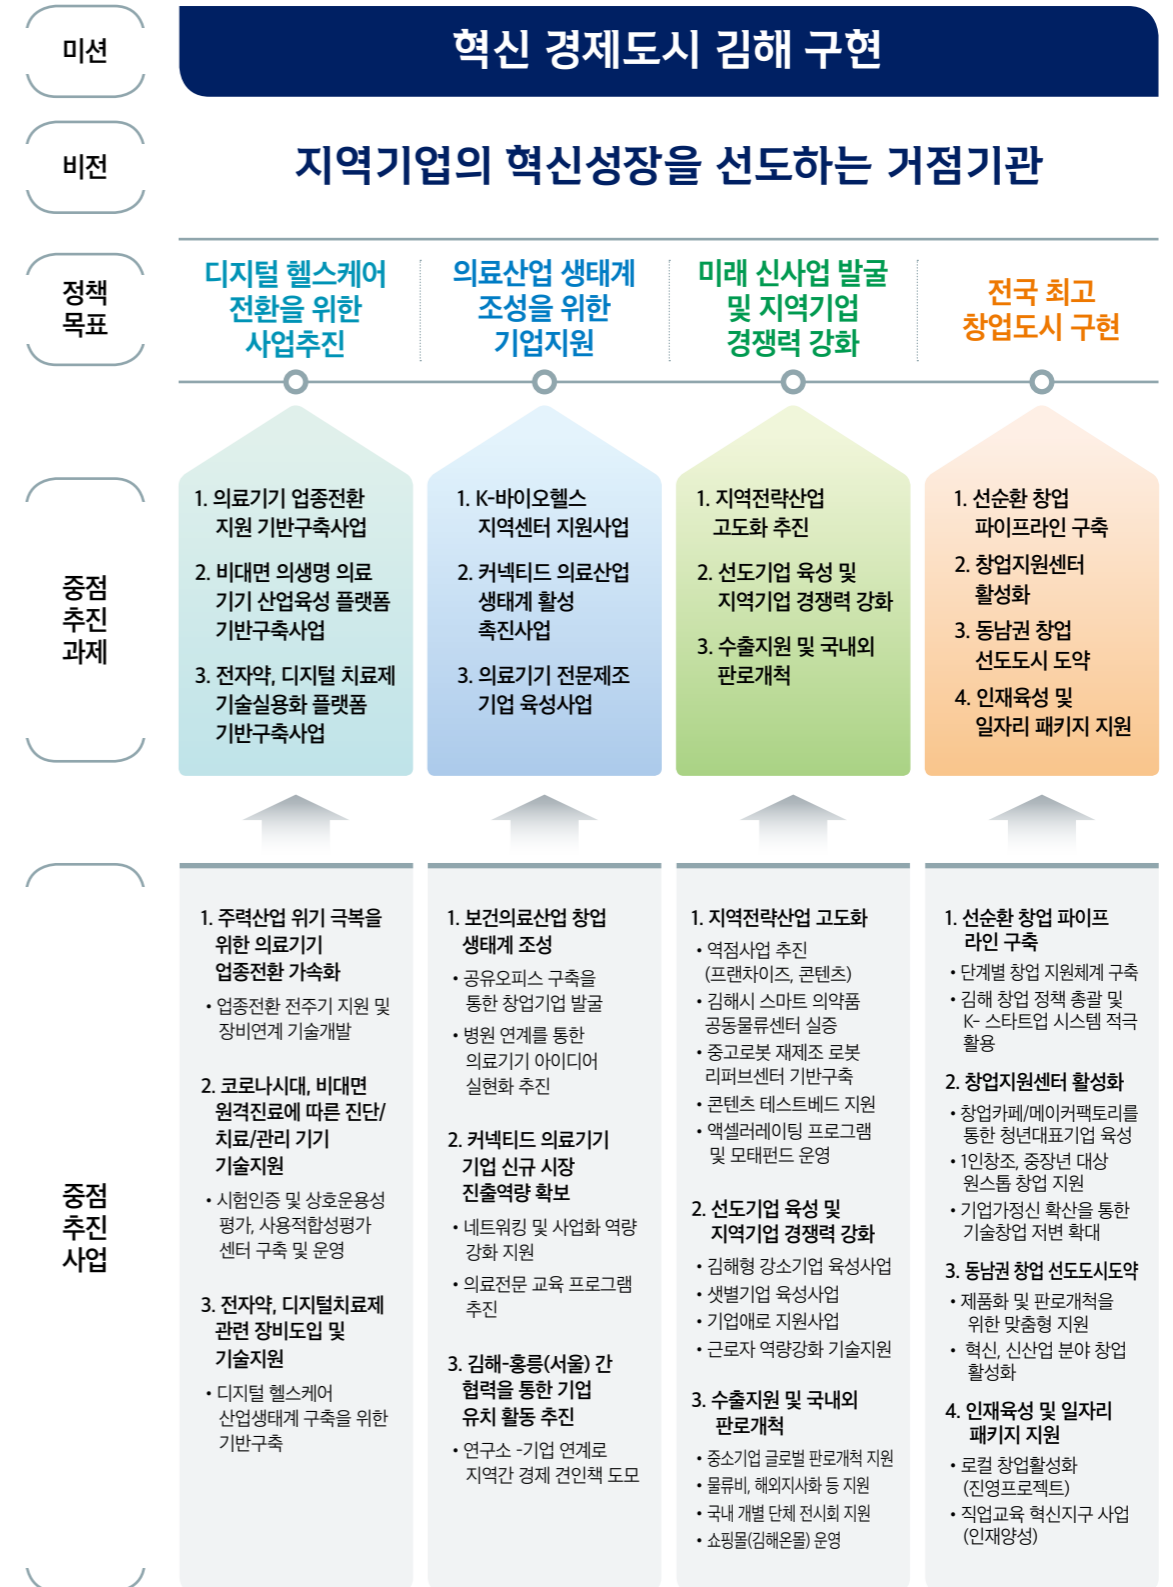 미션
혁신 경제도시 김해 구현
비전
지역기업의 혁신성장을 선도하는 거점기관
정책
목표
디지털 헬스케어
전환을 위한
사업추진
의료산업 생태계
조성을 위한
기업지원
미래 신사업 발굴
및 지역기업
경쟁력 강화
전국 최고
창업도시 구현
중점
추진
과제
1. 의료기기 업종전환
지원 기반구축사업
2. 비대면 의생명 의료
기기 산업육성 플랫폼
기반구축사업
3. 전자약, 디지털 치료제
기술실용화 플랫폼
기반구축사업
1. K-바이오헬스
지역센터 지원사업
2. 커넥티드 의료산업
생태계 활성
촉진사업
3. 의료기기 전문제조
기업 육성사업
1. 지역전략산업
고도화 추진
2. 선도기업 육성 및
지역기업 경쟁력 강화
3. 수출지원 및 국내외
판로개척
1. 선순환 창업
파이프라인 구축
2. 창업지원센터
활성화
3. 동남권 창업
선도도시 도약
4. 인재육성 및
일자리 패키지 지원
중점
추진
사업
1. 주력산업 위기 극복을
위한 의료기기
업종전환 가속화
• 업종전환 전주기 지원 및
장비연계 기술개발
2. 코로나시대, 비대면
원격진료에 따른 진단/
치료/관리 기기
기술지원
• 시험인증 및 상호운용성
평가, 사용적합성평가
센터 구축 및 운영
3. 전자약, 디지털치료제
관련 장비도입 및
기술지원
• 디지털 헬스케어
산업생태계 구축을 위한
기반구축
1. 보건의료산업 창업
생태계 조성
• 공유오피스 구축을
통한 창업기업 발굴
• 병원 연계를 통한
의료기기 아이디어
실현화 추진
2. 커넥티드 의료기기
기업 신규 시장
진출역량 확보
• 네트워킹 및 사업화 역량
강화 지원
• 의료전문 교육 프로그램
추진
3. 김해-홍릉(서울) 간
협력을 통한 기업
유치 활동 추진
• 연구소 -기업 연계로
지역간 경제 견인책 도모
1. 지역전략산업 고도화
• 역점사업 추진
(프랜차이즈, 콘텐츠)
• 김해시 스마트 의약품
공동물류센터 실증
• 중고로봇 재제조 로봇
리퍼브센터 기반구축
• 콘텐츠 테스트베드 지원
• 액셀러레이팅 프로그램
및 모태펀드 운영
2. 선도기업 육성 및
지역기업 경쟁력 강화
• 김해형 강소기업 육성사업
• 샛별기업 육성사업
• 기업애로 지원사업
• 근로자 역량강화 기술지원
3. 수출지원 및 국내외
판로개척
• 중소기업 글로벌 판로개척 지원
• 물류비, 해외지사화 등 지원
• 국내 개별 단체 전시회 지원
• 쇼핑몰(김해온몰) 운영
1. 선순환 창업 파이프
라인 구축
• 단계별 창업 지원체계 구축
• 김해 창업 정책 총괄 및
K- 스타트업 시스템 적극
활용
2. 창업지원센터 활성화
• 창업카페/메이커팩토리를
통한 청년대표기업 육성
• 1인창조, 중장년 대상
원스톱 창업 지원
• 기업가정신 확산을 통한
기술창업 저변 확대
3. 동남권 창업 선도도시도약
• 제품화 및 판로개척을
위한 맞춤형 지원
• 혁신, 신산업 분야 창업
활성화
4. 인재육성 및 일자리
패키지 지원
• 로컬 창업활성화
(진영프로젝트)
• 직업교육 혁신지구 사업
(인재양성)